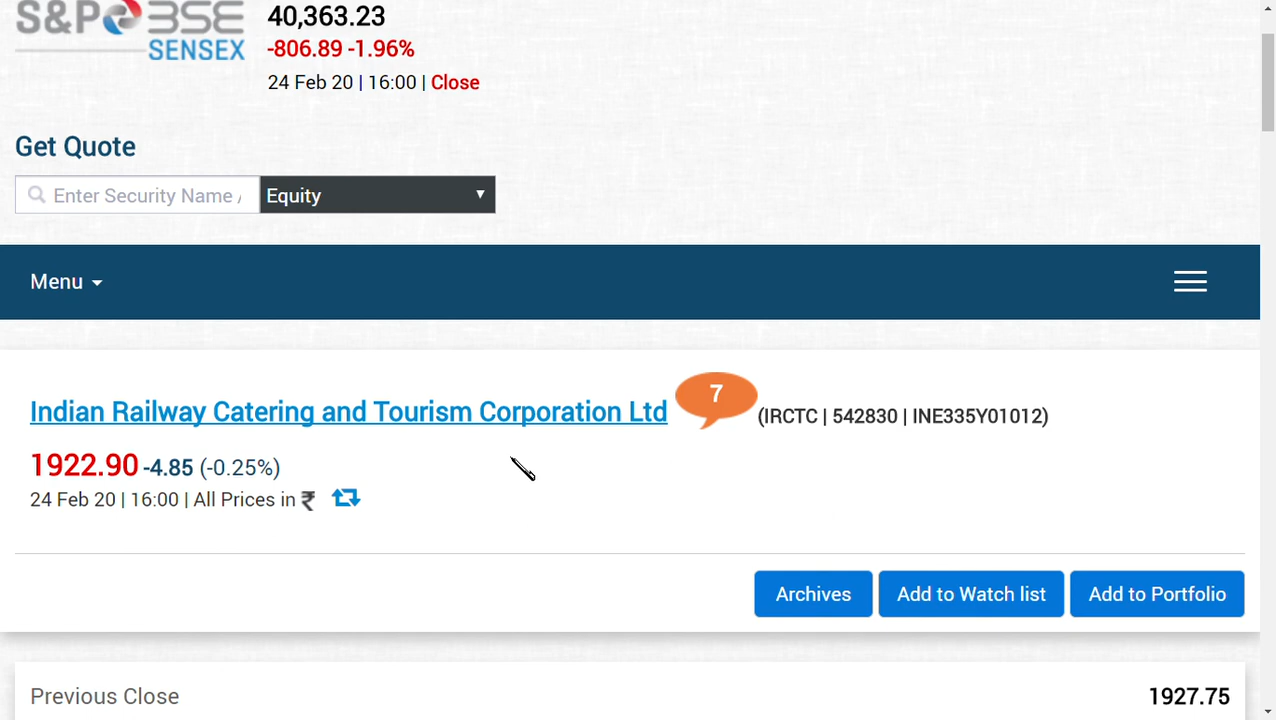 S&P BSE
SENSEX
40,363.23
-806.89 -1.96%
24 Feb 20 | 16:00 | Close
Get Quote
Enter Security Name /
Equity
Menu
Indian Railway Catering and Tourism Corporation Ltd
7
(IRCTC | 542830 | INE335Y01012)
1922.90 -4.85 (-0.25%)
24 Feb 20 | 16:00 | All Prices in ₹
Archives
Add to Watch list
Add to Portfolio
Previous Close
1927.75